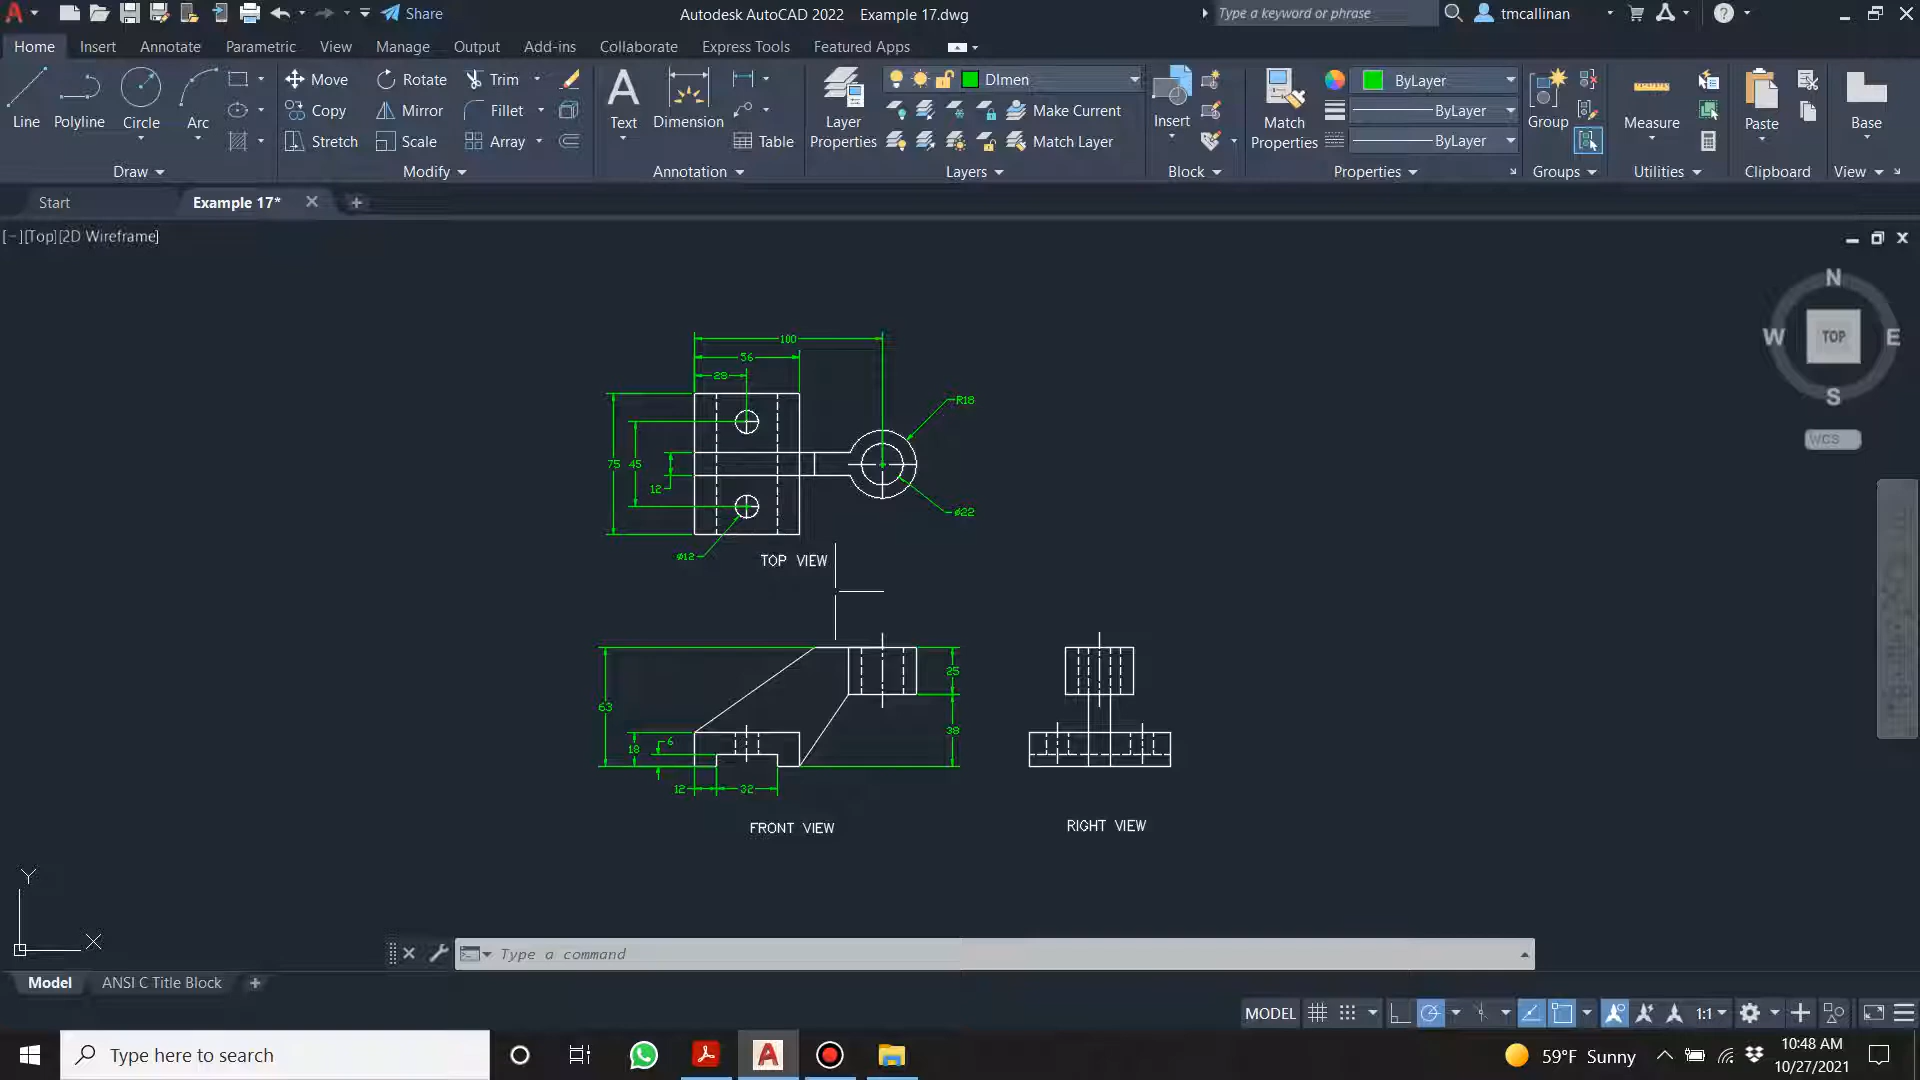 Share
Autodesk AutoCAD 2022 Example 17.dwg
Type a keyword or phrase
tmcallinan
Home Insert Annotate Parametric View Manage Output Add-ins Collaborate Express Tools Featured Apps
Line Polyline Circle Arc
Move Rotate Trim
Copy Mirror Fillet
Stretch Scale Array
Text Dimension Table
Layer Properties
DImen
Make Current
Match Layer
Insert
Match Properties
ByLayer
ByLayer
ByLayer
Group
Measure
Paste
Base
Draw Modify Annotation Layers Block Properties Groups Utilities Clipboard View
Start Example 17*
[−][Top][2D Wireframe]
N
W TOP E
S
WCS
100
56
28
R18
75 45
12
ø22
ø12
TOP VIEW
25
63
38
6
18
12 32
FRONT VIEW RIGHT VIEW
Y
X
Type a command
Model ANSI C Title Block
MODEL 1:1
Type here to search
59°F Sunny
10:48 AM
10/27/2021